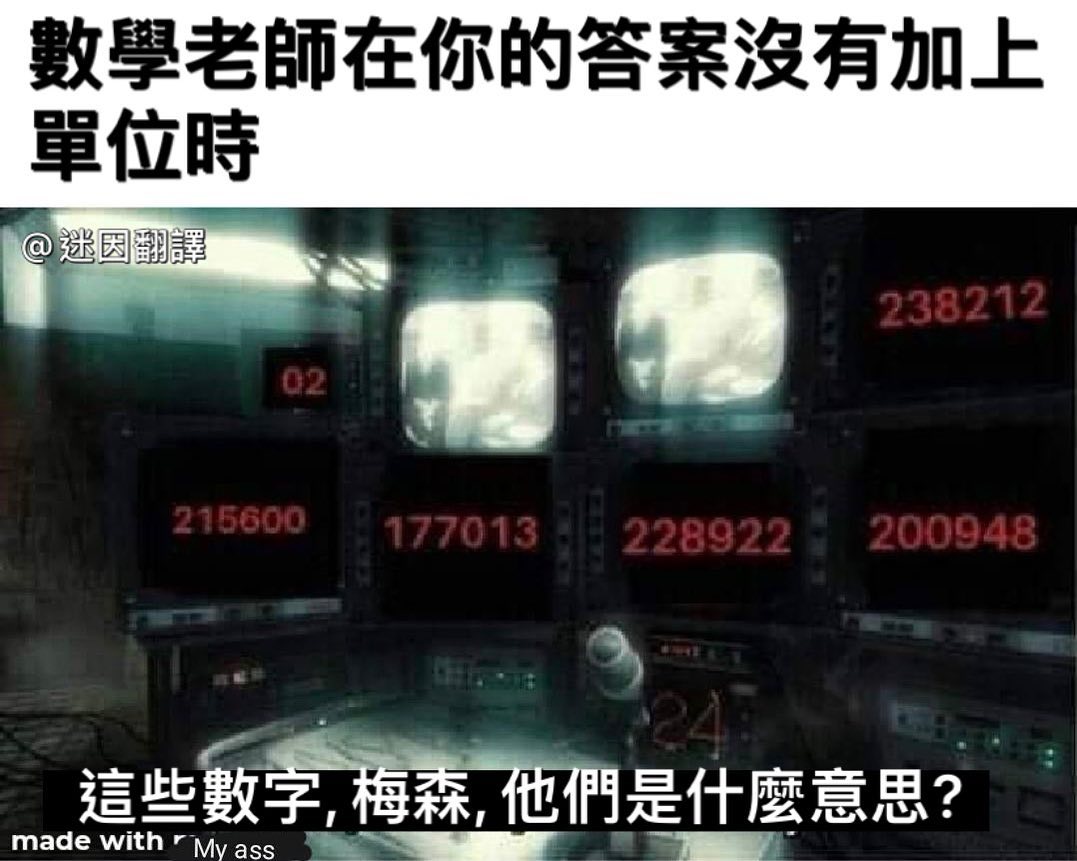 數學老師在你的答案沒有加上
單位時
@迷因翻譯
238212
02
215600
177013
228922
200948
24
這些數字, 梅森, 他們是什麼意思?
made with
My ass